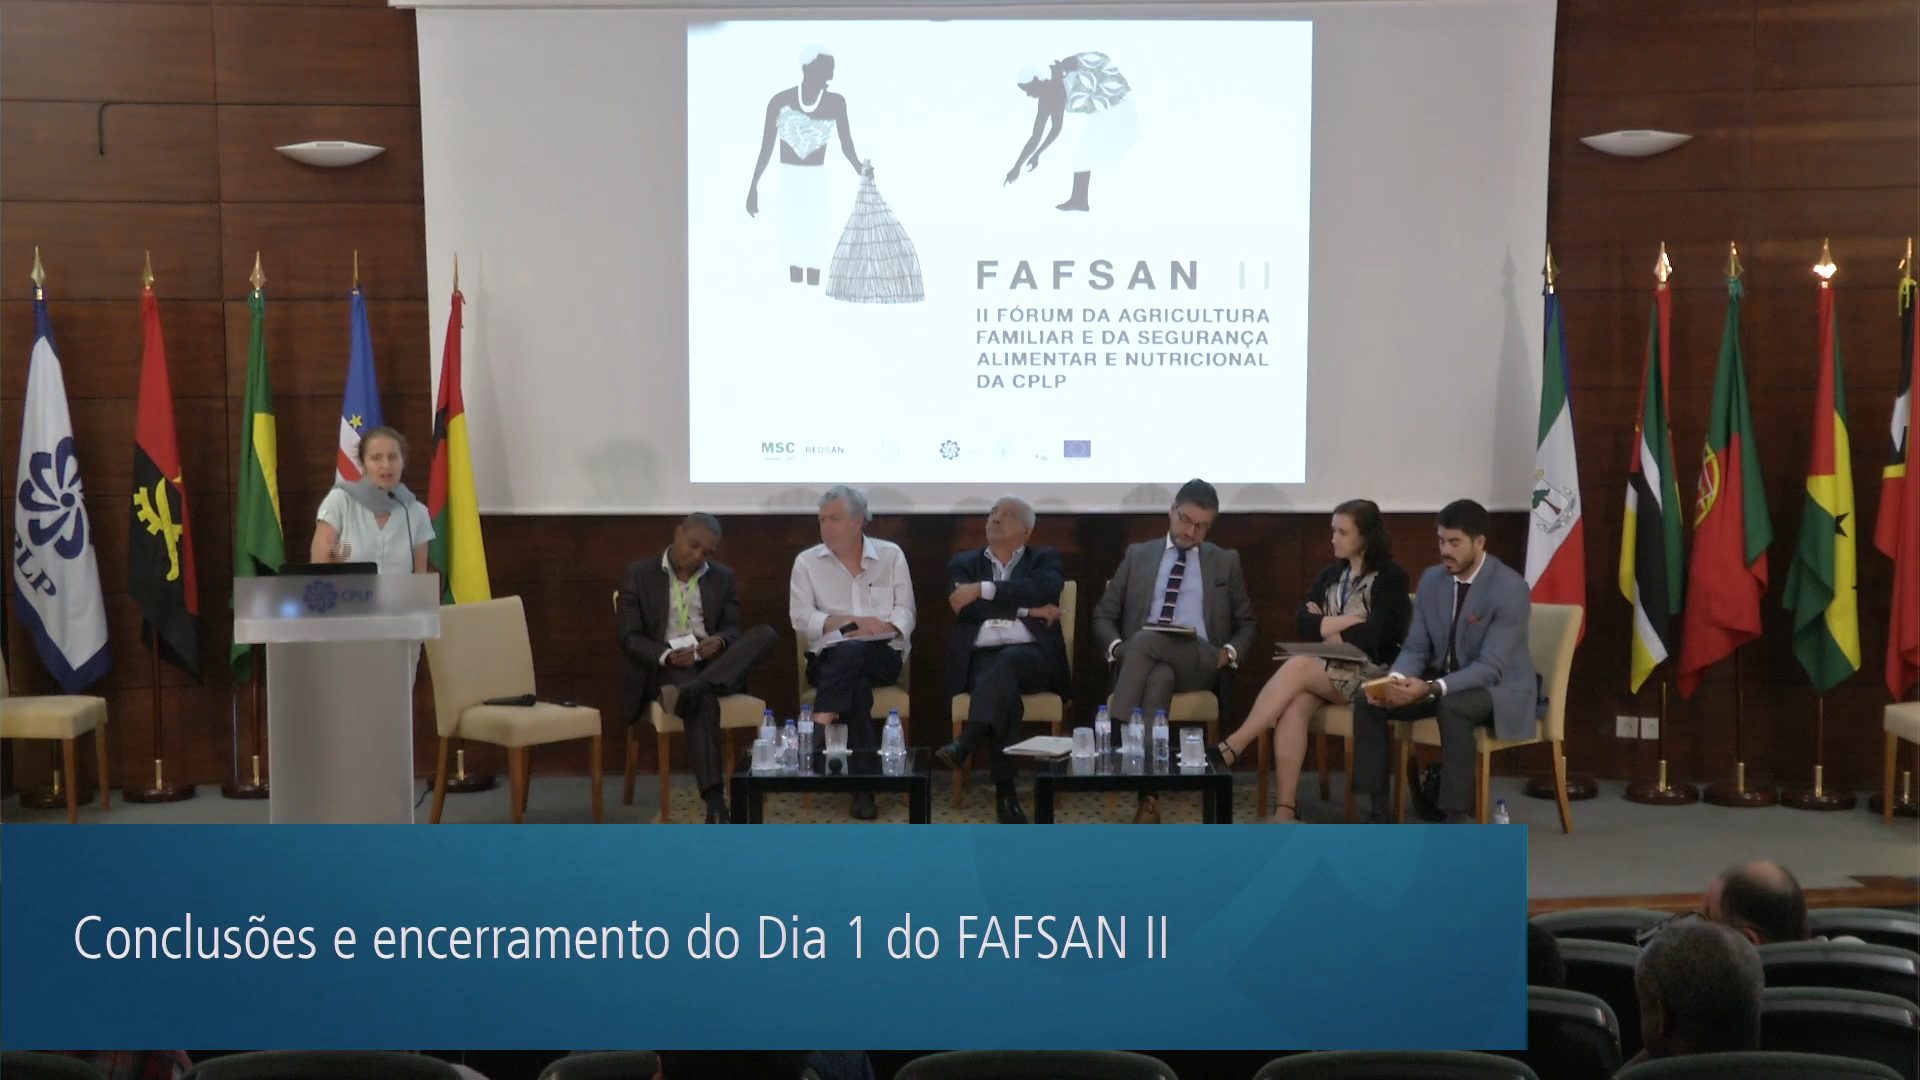 FAFSAN II
II FÓRUM DA AGRICULTURA
FAMILIAR E DA SEGURANÇA
ALIMENTAR E NUTRICIONAL
DA CPLP
MSC
REDSAN
CPLP
CPLP
Conclusões e encerramento do Dia 1 do FAFSAN II